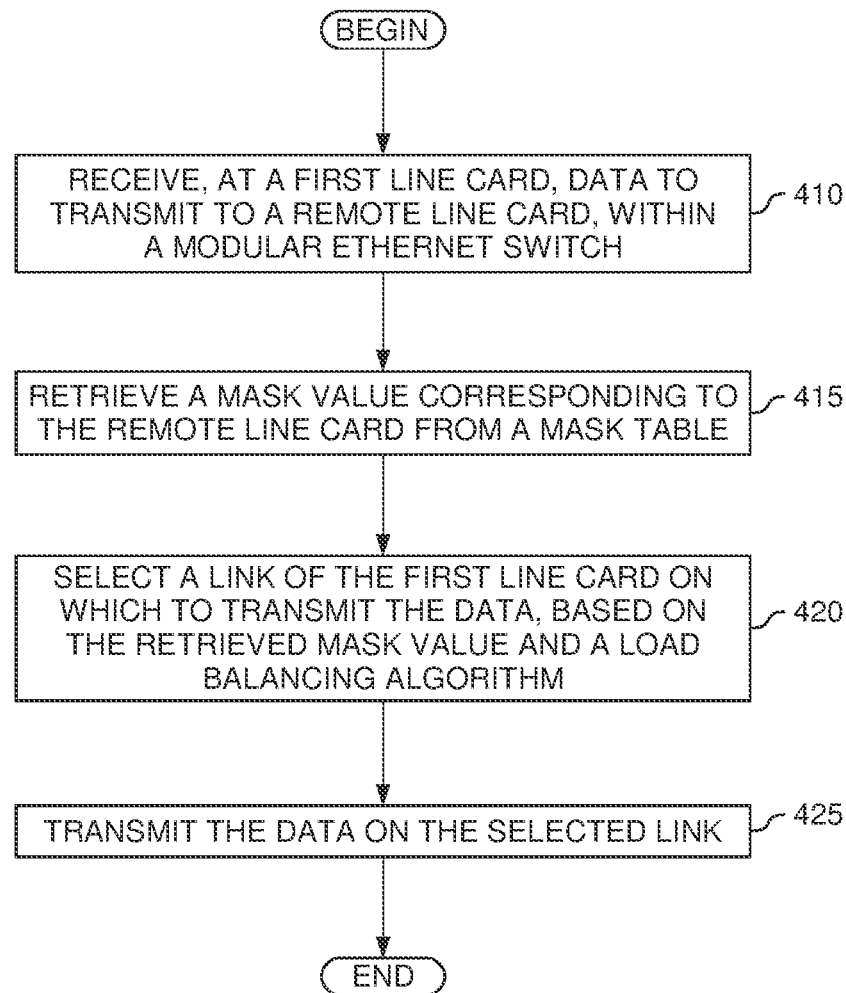 BEGIN
RECEIVE, AT A FIRST LINE CARD, DATA TO
TRANSMIT TO A REMOTE LINE CARD, WITHIN
A MODULAR ETHERNET SWITCH
410
RETRIEVE A MASK VALUE CORRESPONDING TO
THE REMOTE LINE CARD FROM A MASK TABLE
415
SELECT A LINK OF THE FIRST LINE CARD ON
WHICH TO TRANSMIT THE DATA, BASED ON
THE RETRIEVED MASK VALUE AND A LOAD
BALANCING ALGORITHM
420
TRANSMIT THE DATA ON THE SELECTED LINK
425
END